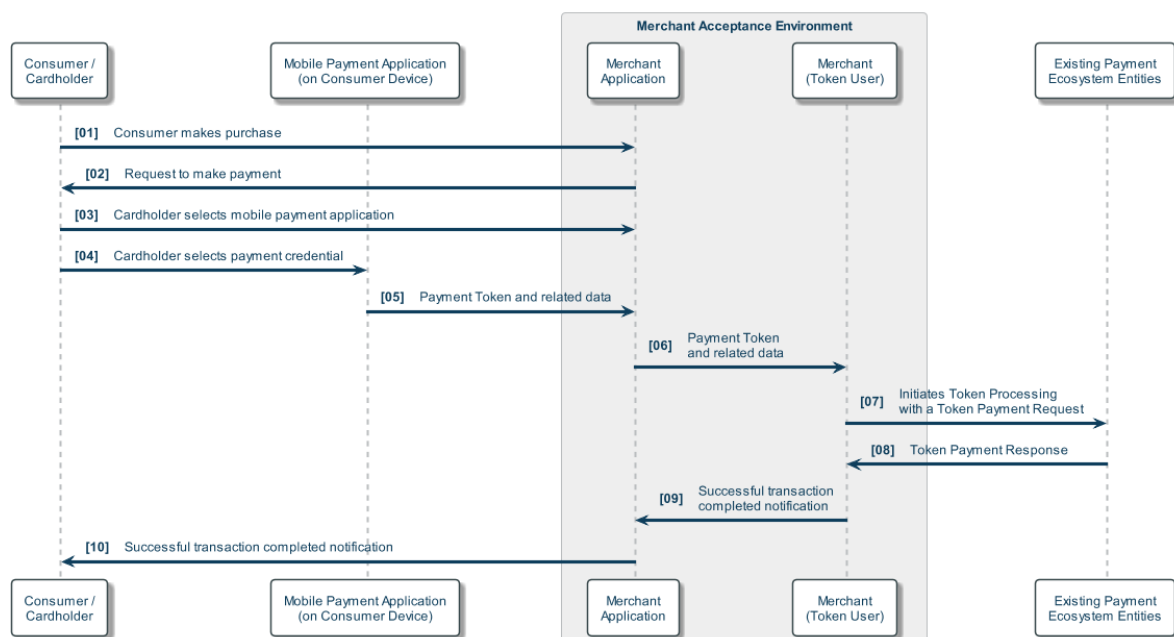 Merchant Acceptance Environment
Consumer /
Cardholder
Mobile Payment Application
(on Consumer Device)
Merchant
Application
Merchant
(Token User)
Existing Payment
Ecosystem Entities
[01] Consumer makes purchase
[02] Request to make payment
[03] Cardholder selects mobile payment application
[04] Cardholder selects payment credential
[05] Payment Token and related data
[06] Payment Token
and related data
[07] Initiates Token Processing
with a Token Payment Request
[08] Token Payment Response
[09] Successful transaction
completed notification
[10] Successful transaction completed notification
Consumer /
Cardholder
Mobile Payment Application
(on Consumer Device)
Merchant
Application
Merchant
(Token User)
Existing Payment
Ecosystem Entities